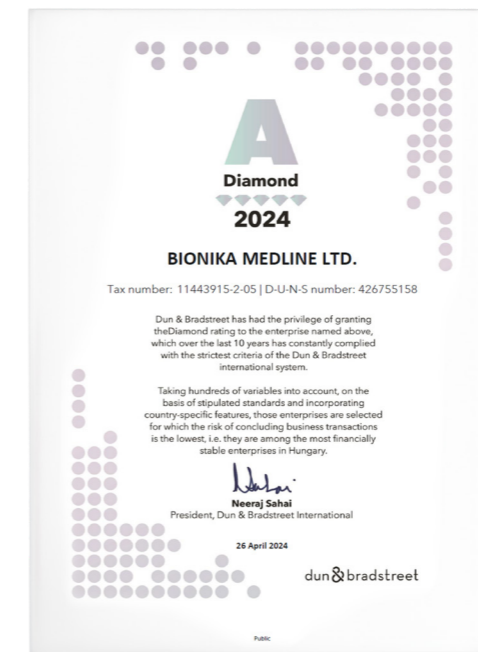 A
Diamond
2024
BIONIKA MEDLINE LTD.
Tax number: 11443915-2-05 | D-U-N-S number: 426755158
Dun & Bradstreet has had the privilege of granting
theDiamond rating to the enterprise named above,
which over the last 10 years has constantly complied
with the strictest criteria of the Dun & Bradstreet
international system.
Taking hundreds of variables into account, on the
basis of stipulated standards and incorporating
country-specific features, those enterprises are selected
for which the risk of concluding business transactions
is the lowest, i.e. they are among the most financially
stable enterprises in Hungary.
Neeraj Sahai
President, Dun & Bradstreet International
26 April 2024
dun & bradstreet
Public